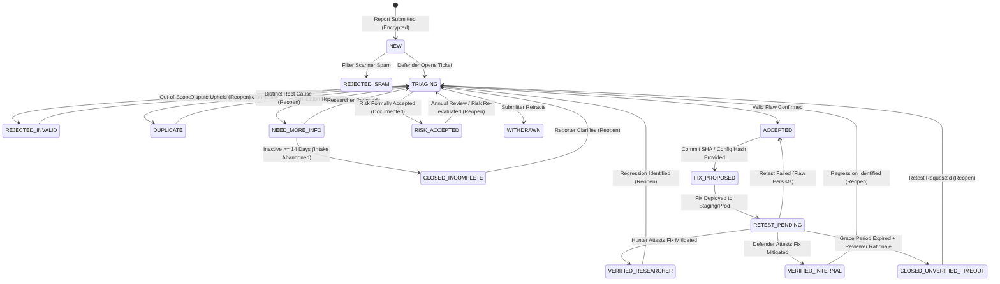 Report Submitted
(Encrypted)
NEW
Filter Scanner Spam
Defender Opens Ticket
REJECTED_SPAM
TRIAGING
Out-of-Scope
Dispute Upheld (Reopen)
Duplicate
Distinct Root Cause
(Reopen)
Researcher Responds
Risk Formally Accepted
(Documented)
Annual Review / Risk Re-
evaluated (Reopen)
Submitter Retracts
Valid Flaw Confirmed
REJECTED_INVALID
DUPLICATE
NEED_MORE_INFO
RISK_ACCEPTED
WITHDRAWN
ACCEPTED
Reporter Clarifies (Reopen)
Inactive >= 14 Days (Intake
Abandoned)
Commit SHA / Config Hash
Provided
CLOSED_INCOMPLETE
FIX_PROPOSED
Regression Identified
(Reopen)
Retest Failed (Flaw
Persists)
Regression Identified
(Reopen)
Retest Requested (Reopen)
Fix Deployed to
Staging/Prod
RETEST_PENDING
Hunter Attests Fix Mitigated
Defender Attests Fix
Mitigated
Grace Period Expired +
Reviewer Rationale
VERIFIED_RESEARCHER
VERIFIED_INTERNAL
CLOSED_UNVERIFIED_TIMEOUT